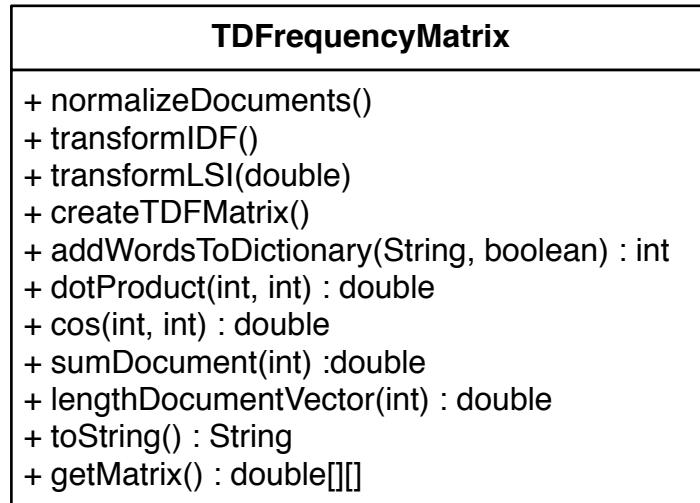 TDFrequencyMatrix
+ normalizeDocuments()
+ transformIDF()
+ transformLSI(double)
+ createTDFMatrix()
+ addWordsToDictionary(String, boolean) : int
+ dotProduct(int, int) : double
+ cos(int, int) : double
+ sumDocument(int) :double
+ lengthDocumentVector(int) : double
+ toString() : String
+ getMatrix() : double[][]